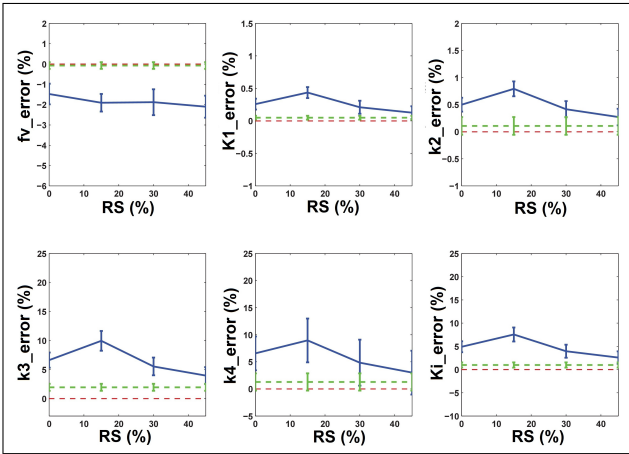 fv_error (%)
2
1
0
−1
−2
−3
−4
−5
−6
0 10 20 30 40
RS (%)
K1_error (%)
1.5
1
0.5
0
−0.5
−1
0 10 20 30 40
RS (%)
k2_error (%)
2
1.5
1
0.5
0
−0.5
−1
0 10 20 30 40
RS (%)
k3_error (%)
25
20
15
10
5
0
0 10 20 30 40
RS (%)
k4_error (%)
25
20
15
10
5
0
−5
0 10 20 30 40
RS (%)
Ki_error (%)
25
20
15
10
5
0
−5
−10
0 10 20 30 40
RS (%)